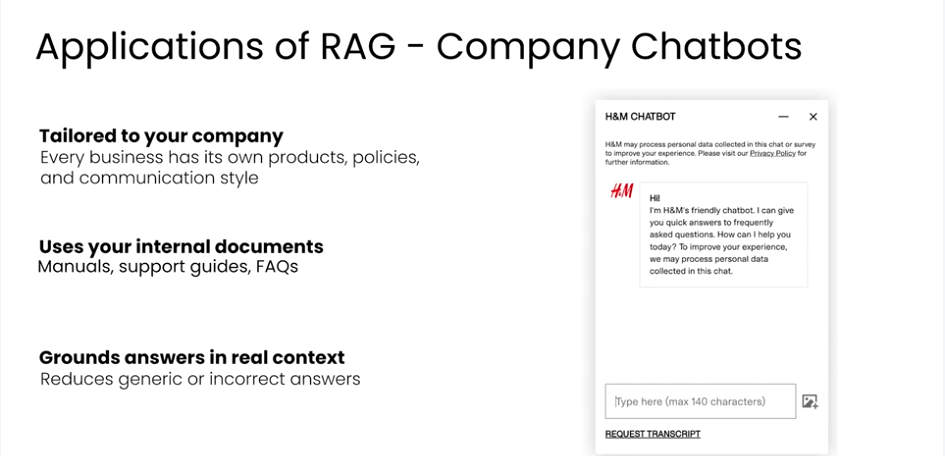 Applications of RAG - Company Chatbots
Tailored to your company
Every business has its own products, policies,
and communication style
Uses your internal documents
Manuals, support guides, FAQs
Grounds answers in real context
Reduces generic or incorrect answers
H&M CHATBOT
H&M may process personal data collected in this chat or survey
to improve your experience. Please visit our Privacy Policy for
further information.
H&M
Hi!
I'm H&M's friendly chatbot. I can give
you quick answers to frequently
asked questions. How can I help you
today? To improve your experience,
we may process personal data
collected in this chat.
Type here (max 140 characters)
REQUEST TRANSCRIPT